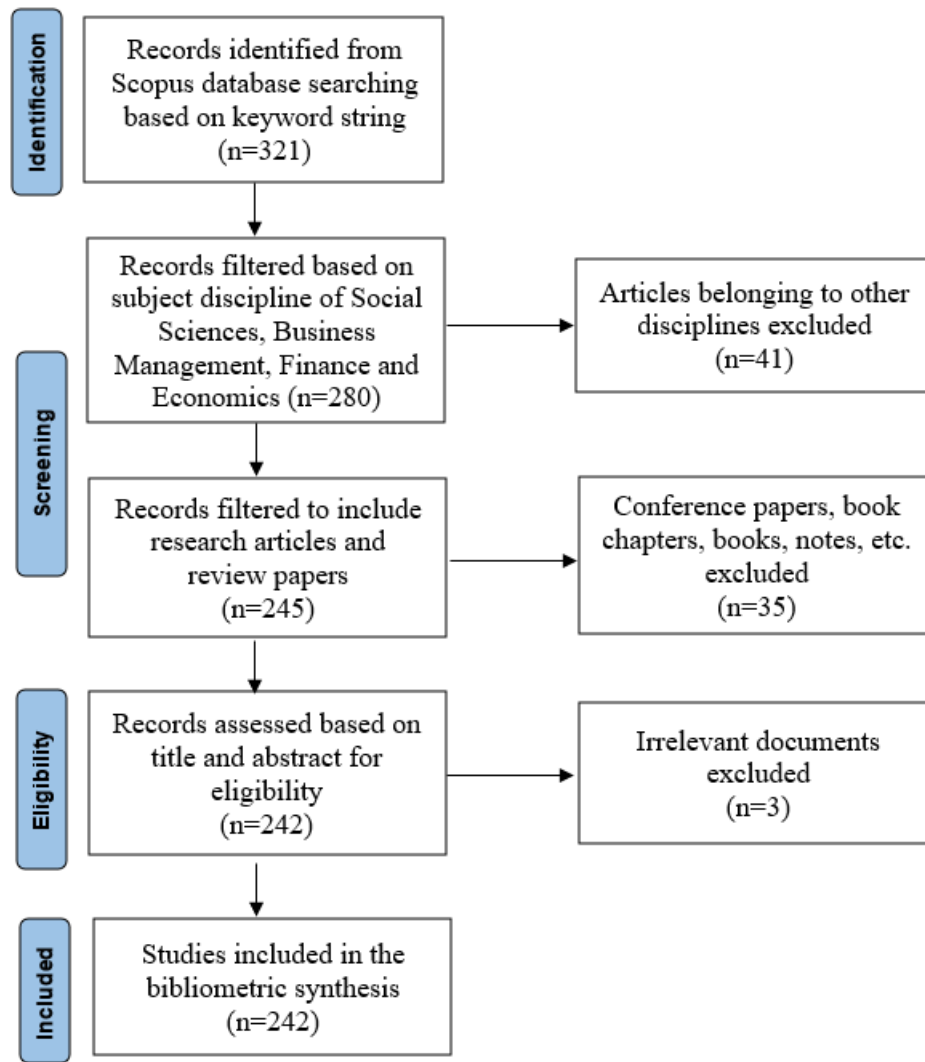 Identification
Records identified from
Scopus database searching
based on keyword string
(n=321)
Screening
Records filtered based on
subject discipline of Social
Sciences, Business
Management, Finance and
Economics (n=280)
Articles belonging to other
disciplines excluded
(n=41)
Records filtered to include
research articles and
review papers
(n=245)
Conference papers, book
chapters, books, notes, etc.
excluded
(n=35)
Eligibility
Records assessed based on
title and abstract for
eligibility
(n=242)
Irrelevant documents
excluded
(n=3)
Included
Studies included in the
bibliometric synthesis
(n=242)